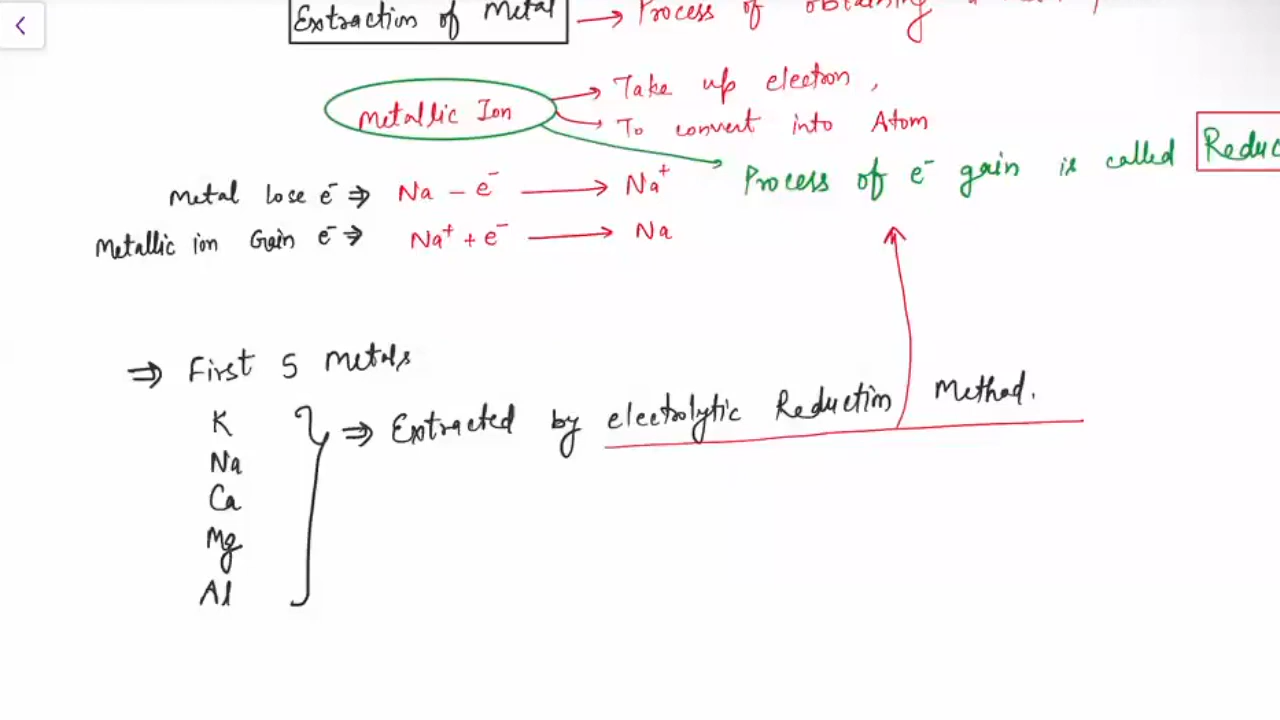 Extraction of Metal → Process of obtaining a
Metallic Ion → Take up electron,
→ To convert into Atom
→ Process of e⁻ gain is called Reduc
Metal lose e⁻ ⇒ Na - e⁻ → Na⁺
Metallic ion Gain e⁻ ⇒ Na⁺ + e⁻ → Na
⇒ First 5 metals
K
Na
Ca
Mg
Al
⇒ Extracted by electrolytic Reduction Method.